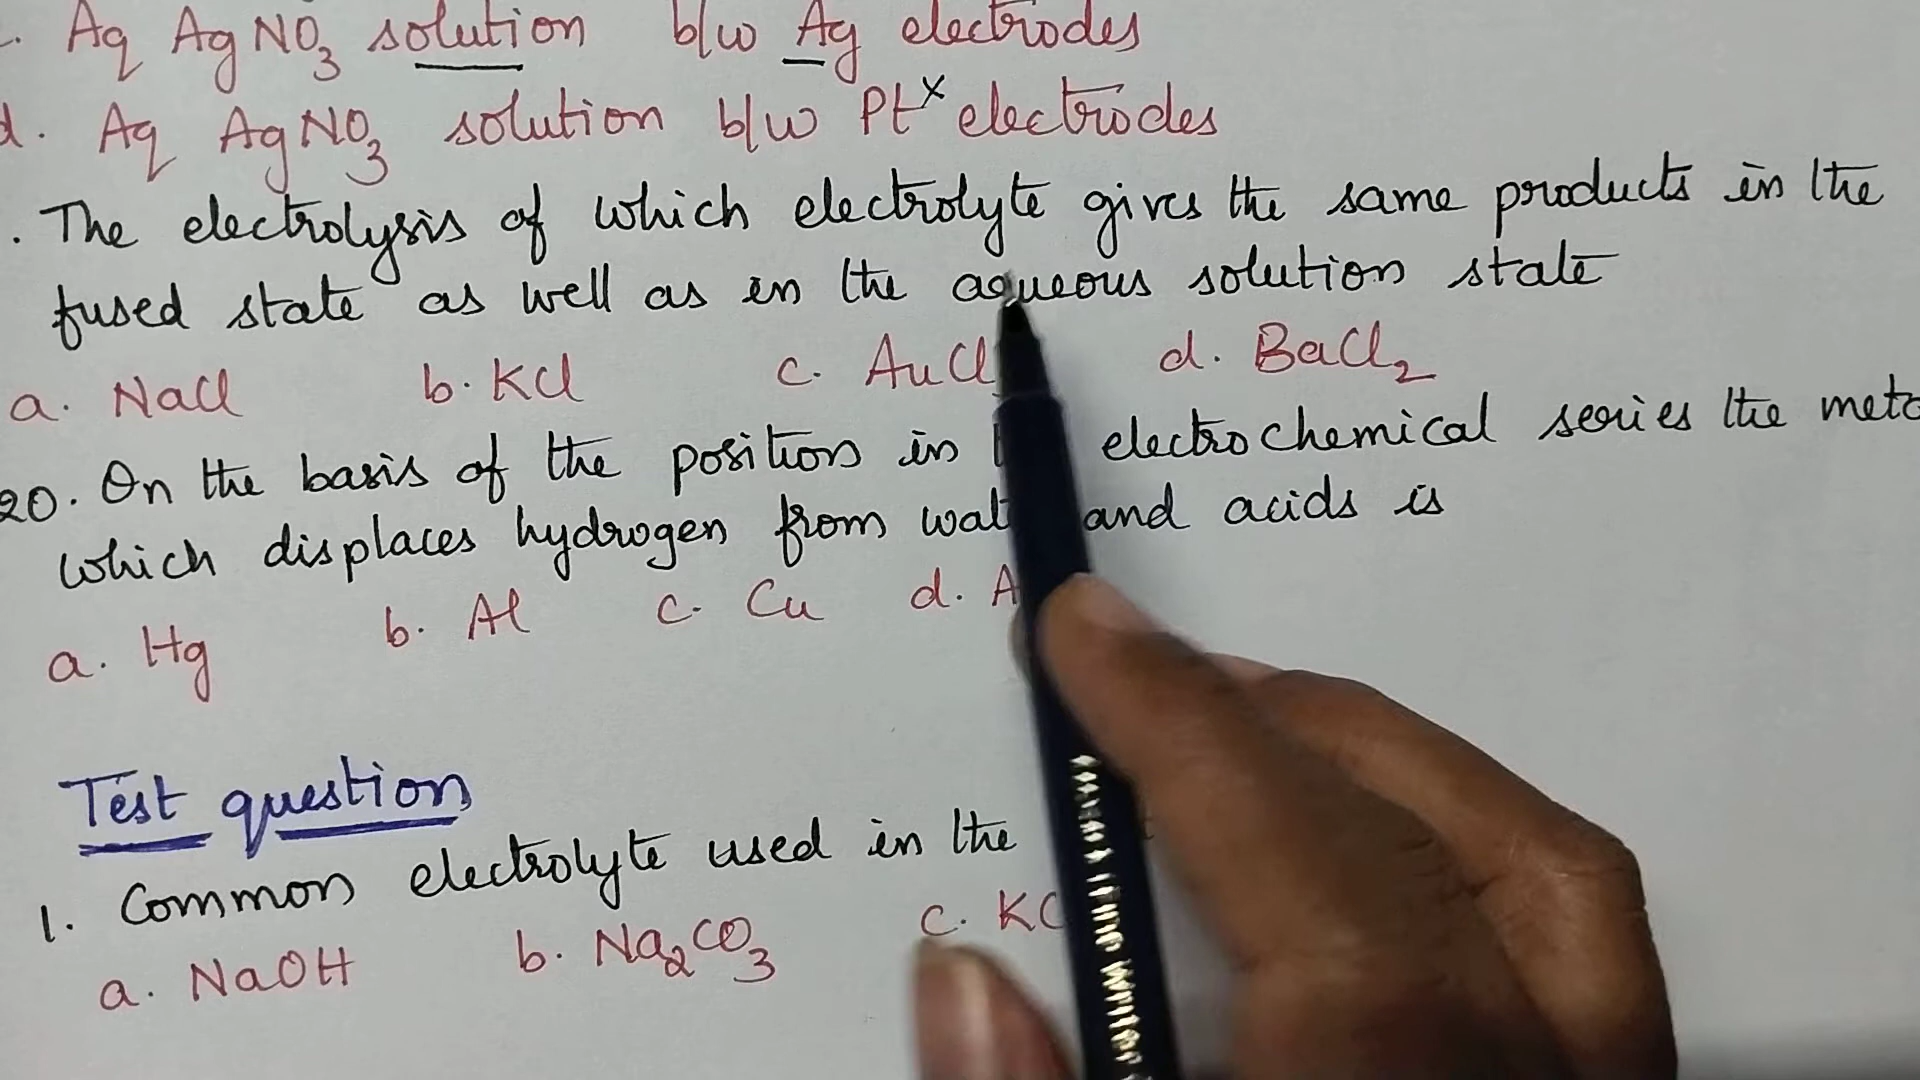 . Aq AgNO3 solution b/w Ag electrodes
d. Aq AgNO3 solution b/w Pt x electrodes
. The electrolysis of which electrolyte gives the same products in the
fused state as well as in the aqueous solution state
a. NaCl b. KCl c. AuCl d. BaCl2
20. On the basis of the position in electrochemical series the
which displaces hydrogen from and acids is
a. Hg b. Al c. Cu d.
Test question
1. Common electrolyte used in the
a. NaOH b. Na2CO3 c.